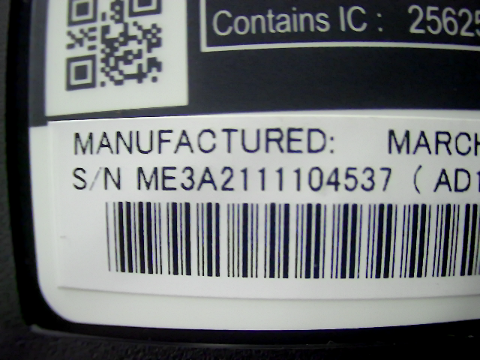 Contains IC : 25625
MANUFACTURED: MARCH
S/N ME3A2111104537 ( AD1